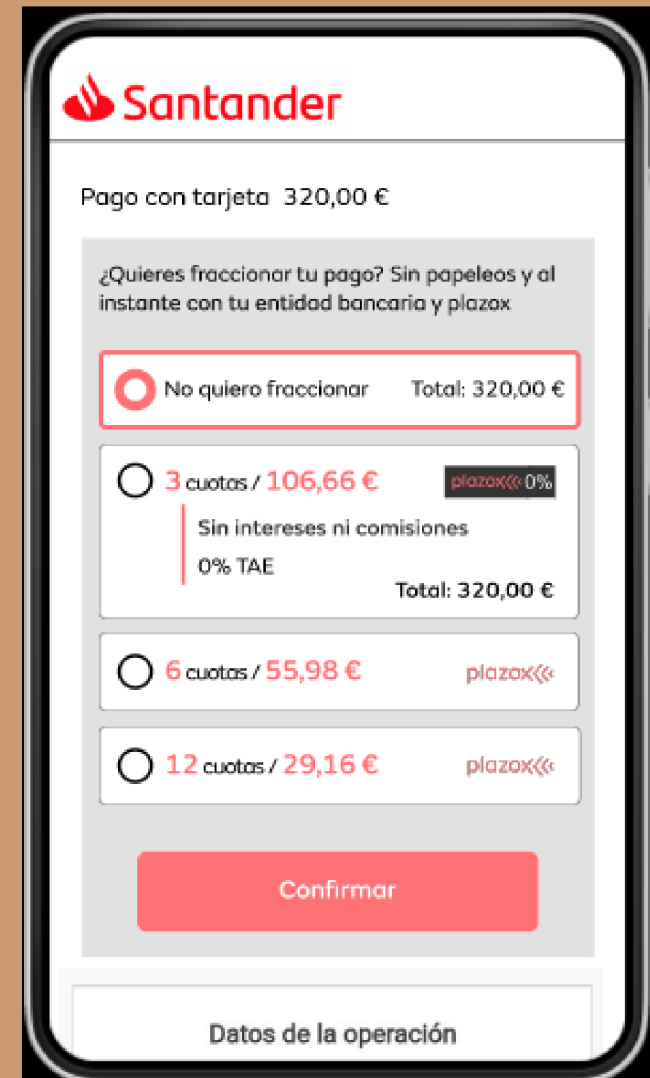 Santander
Pago con tarjeta 320,00 €
¿Quieres fraccionar tu pago? Sin papeleos y al
instante con tu entidad bancaria y plazox
No quiero fraccionar Total: 320,00 €
3 cuotas / 106,66 € plazox 0%
Sin intereses ni comisiones
0% TAE
Total: 320,00 €
6 cuotas / 55,98 € plazox
12 cuotas / 29,16 € plazox
Confirmar
Datos de la operación